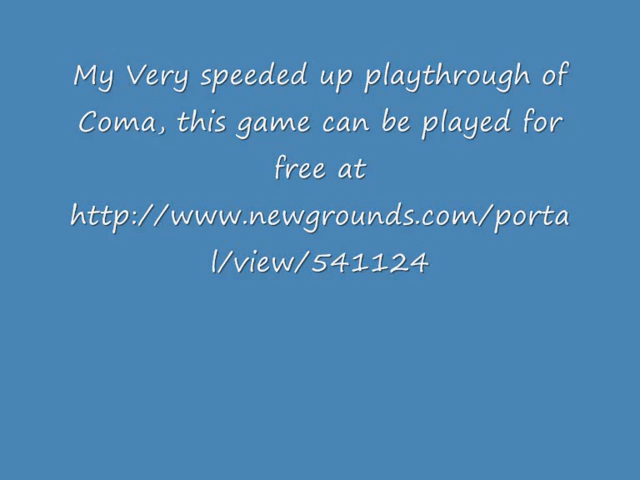 My Very speeded up playthrough of
Coma, this game can be played for
free at
http://www.newgrounds.com/porta
l/view/541124